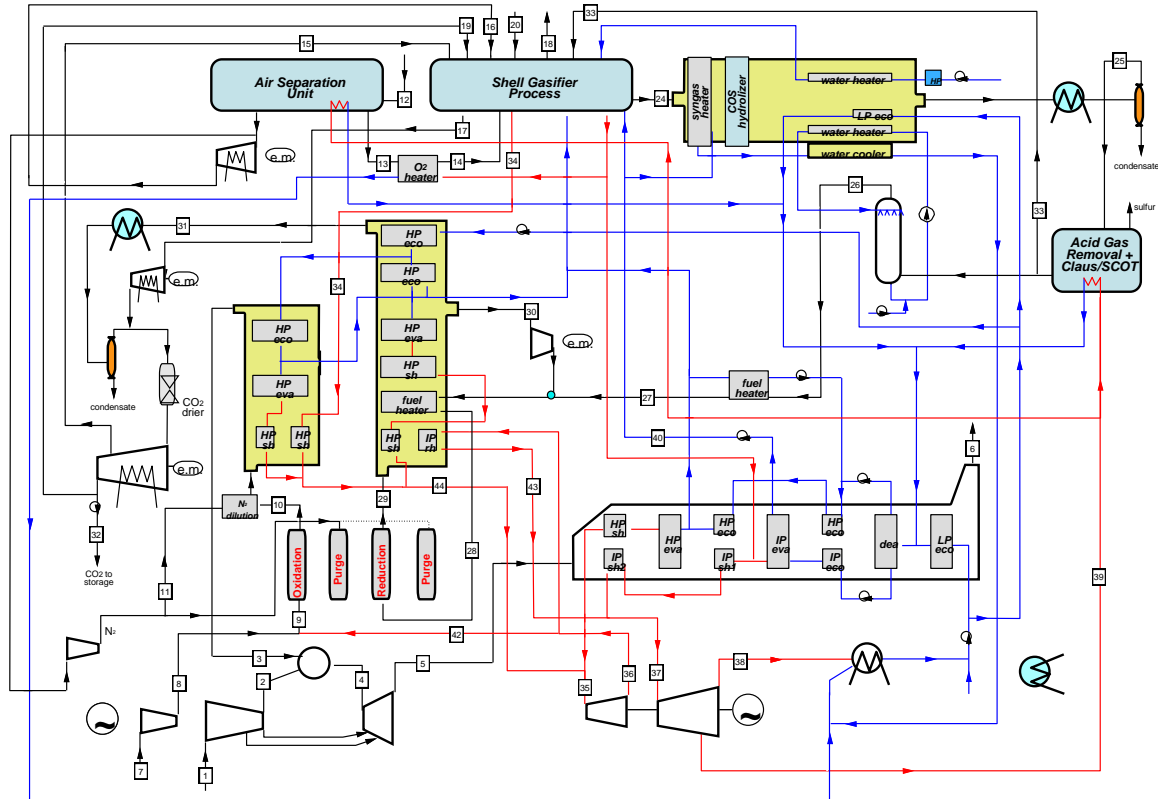 33
19
16
20
18
15
25
Air Separation
Unit
Shell Gasifier
Process
syngas
heater
COS
hydrolizer
water heater
HP
24
12
LP eco
water heater
water cooler
17
e.m.
13
14
34
O2
heater
condensate
26
33
sulfur
31
HP
eco
Acid Gas
Removal +
Claus/SCOT
HP
eco
e.m.
34
30
HP
eco
HP
eva
e.m.
HP
sh
HP
eva
CO2
drier
condensate
fuel
heater
fuel
heater
27
HP
sh
HP
sh
HP
sh
IP
rh
40
6
e.m.
44
43
29
N2
dilution
10
32
CO2 to
storage
Oxidation
Purge
Reduction
Purge
28
HP
sh
HP
eva
HP
eco
IP
eva
HP
eco
dea
LP
eco
IP
sh2
IP
sh1
IP
eco
11
39
9
N2
42
3
2
4
5
8
35
36
37
38
7
1